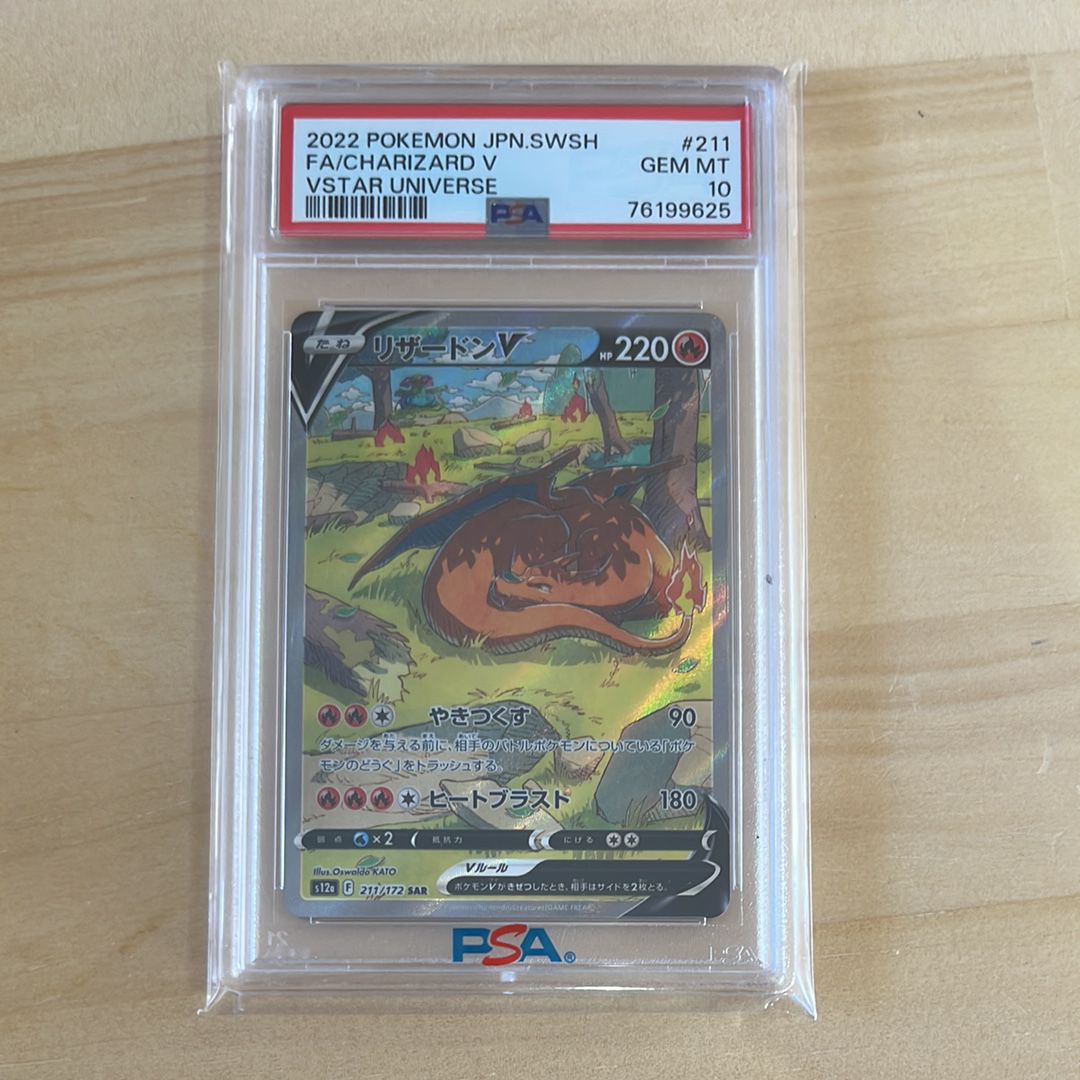 2022 POKEMON JPN.SWSH #211
FA/CHARIZARD V GEM MT
VSTAR UNIVERSE 10
PSA 76199625
たね リザードンV HP 220
やきつくす 90
ダメージを与える前に、相手のバトルポケモンについている「ポケ
モンのどうぐ」をトラッシュする。
ヒートブラスト 180
弱点 ×2 抵抗力 にげる
Illus.Oswaldo KATO Vルール
s12a F 211/172 SAR ポケモンVがきぜつしたとき、相手はサイドを2枚とる。
PSA®